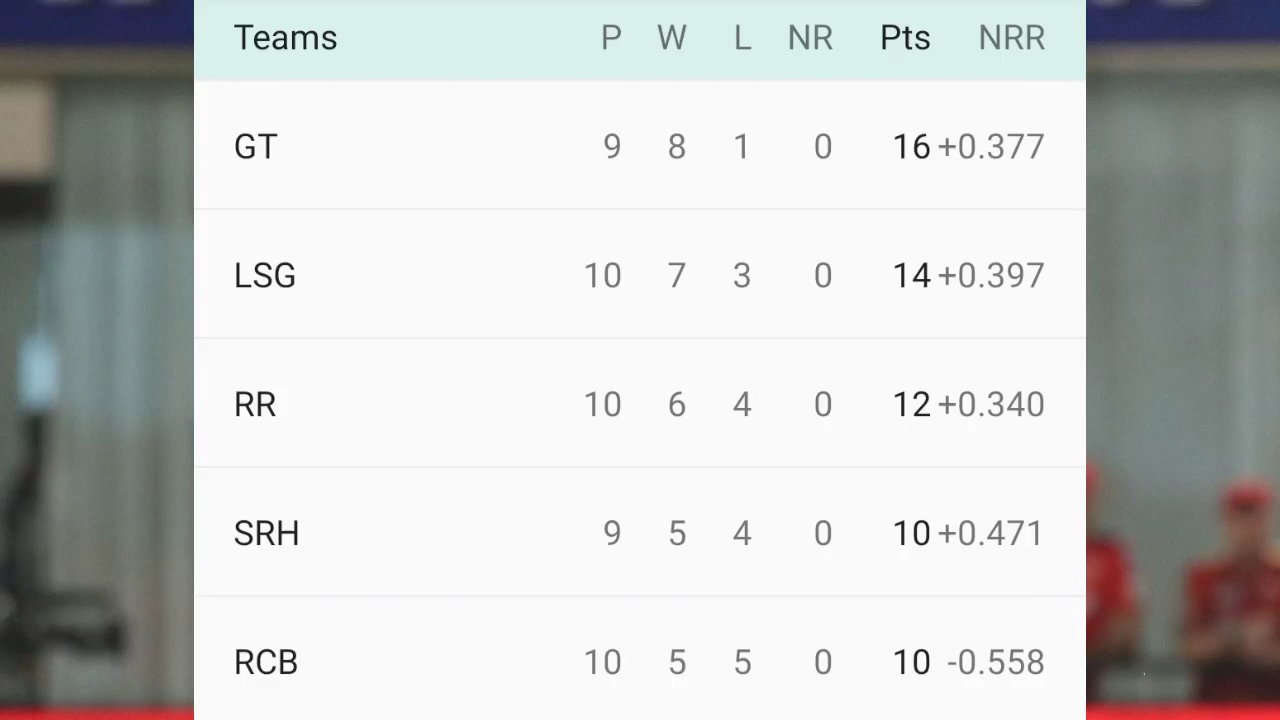 Teams P W L NR Pts NRR
GT 9 8 1 0 16 +0.377
LSG 10 7 3 0 14 +0.397
RR 10 6 4 0 12 +0.340
SRH 9 5 4 0 10 +0.471
RCB 10 5 5 0 10 -0.558